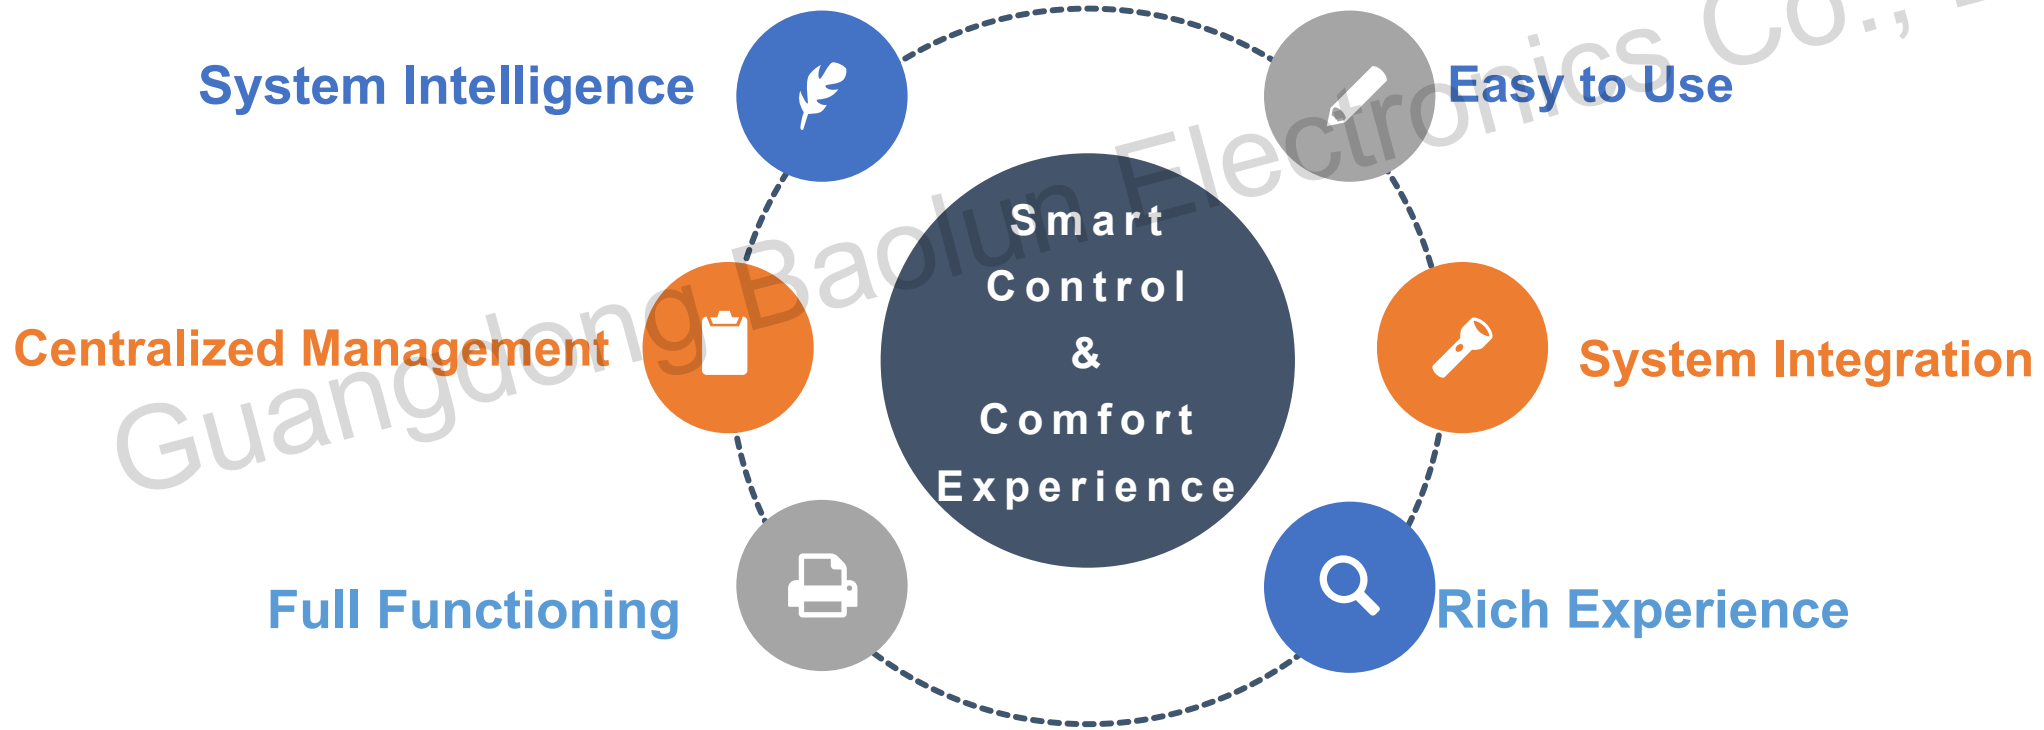 System Intelligence
Easy to Use
Smart
Control
&
Comfort
Experience
Centralized Management
System Integration
Full Functioning
Rich Experience
Guangdong Baolun Electronics Co.,